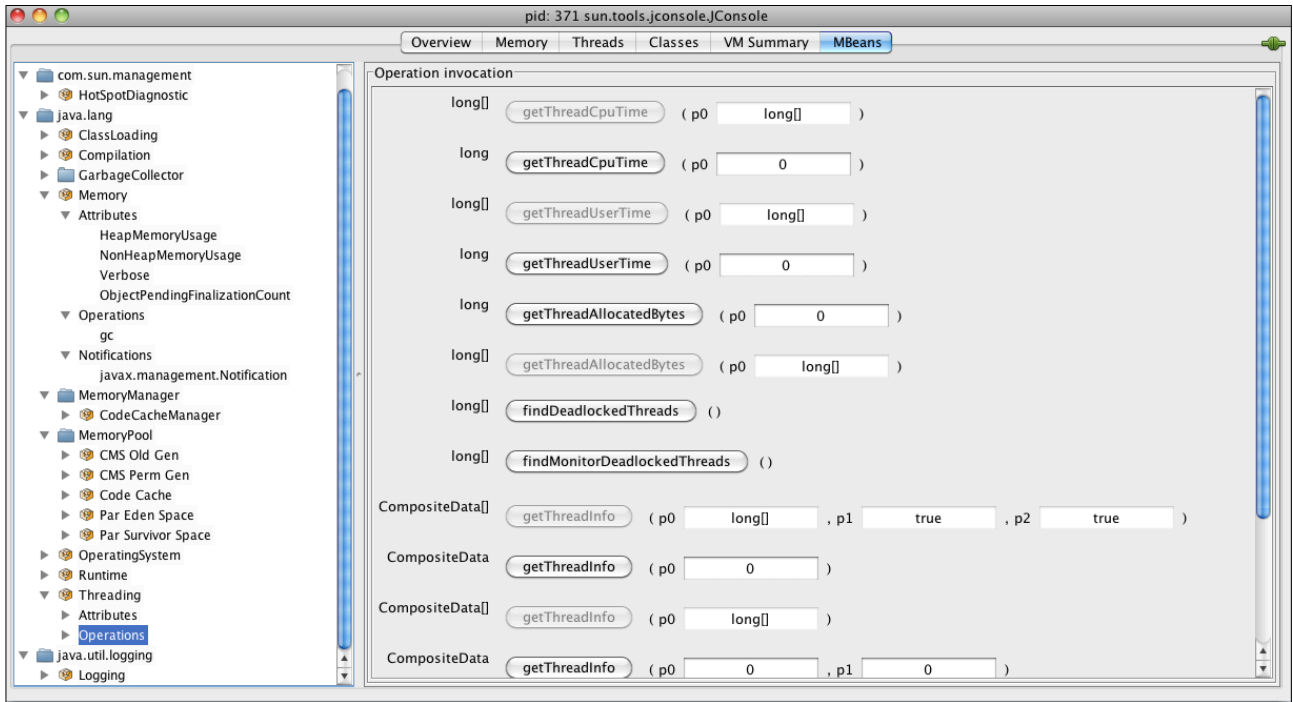 pid: 371 sun.tools.jconsole.JConsole
Overview Memory Threads Classes VM Summary MBeans
com.sun.management
HotSpotDiagnostic
java.lang
ClassLoading
Compilation
GarbageCollector
Memory
Attributes
HeapMemoryUsage
NonHeapMemoryUsage
Verbose
ObjectPendingFinalizationCount
Operations
gc
Notifications
javax.management.Notification
MemoryManager
CodeCacheManager
MemoryPool
CMS Old Gen
CMS Perm Gen
Code Cache
Par Eden Space
Par Survivor Space
OperatingSystem
Runtime
Threading
Attributes
Operations
java.util.logging
Logging
Operation invocation
long[] getThreadCpuTime ( p0 long[] )
long getThreadCpuTime ( p0 0 )
long[] getThreadUserTime ( p0 long[] )
long getThreadUserTime ( p0 0 )
long getThreadAllocatedBytes ( p0 0 )
long[] getThreadAllocatedBytes ( p0 long[] )
long[] findDeadlockedThreads ()
long[] findMonitorDeadlockedThreads ()
CompositeData[] getThreadInfo ( p0 long[] , p1 true , p2 true )
CompositeData getThreadInfo ( p0 0 )
CompositeData[] getThreadInfo ( p0 long[] )
CompositeData getThreadInfo ( p0 0 , p1 0 )